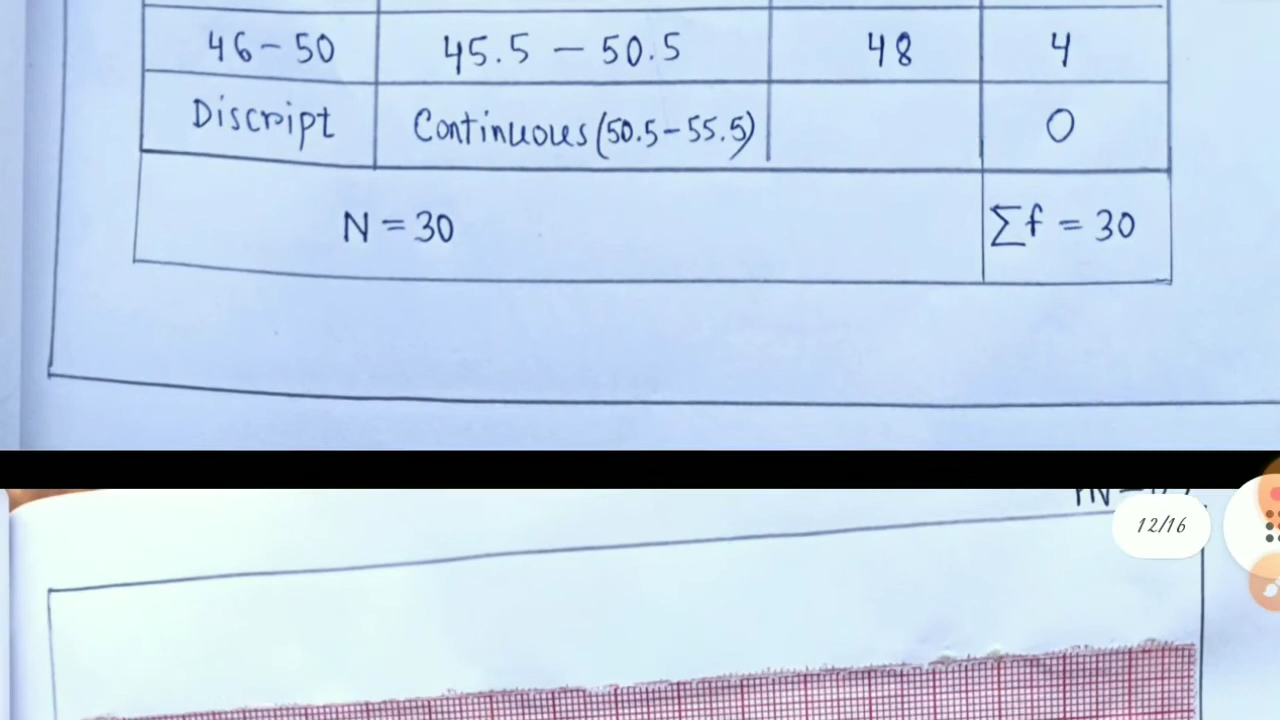 46 - 50 45.5 - 50.5 48 4
Discript Continuous (50.5 - 55.5) 0
N = 30 Σf = 30
12/16